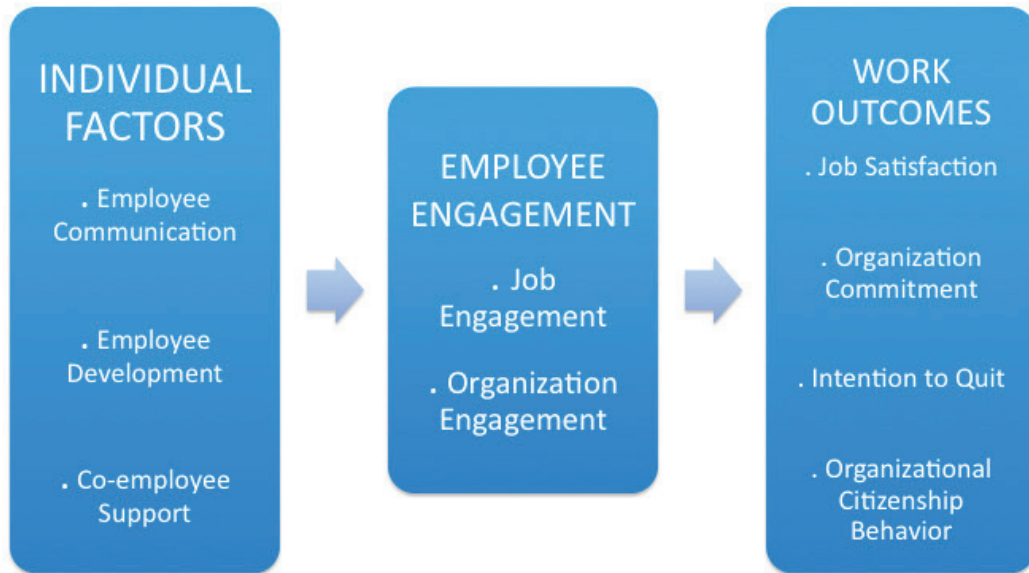 INDIVIDUAL
FACTORS
. Employee
Communication
. Employee
Development
. Co-employee
Support
EMPLOYEE
ENGAGEMENT
. Job
Engagement
. Organization
Engagement
WORK
OUTCOMES
. Job Satisfaction
. Organization
Commitment
. Intention to Quit
. Organizational
Citizenship
Behavior